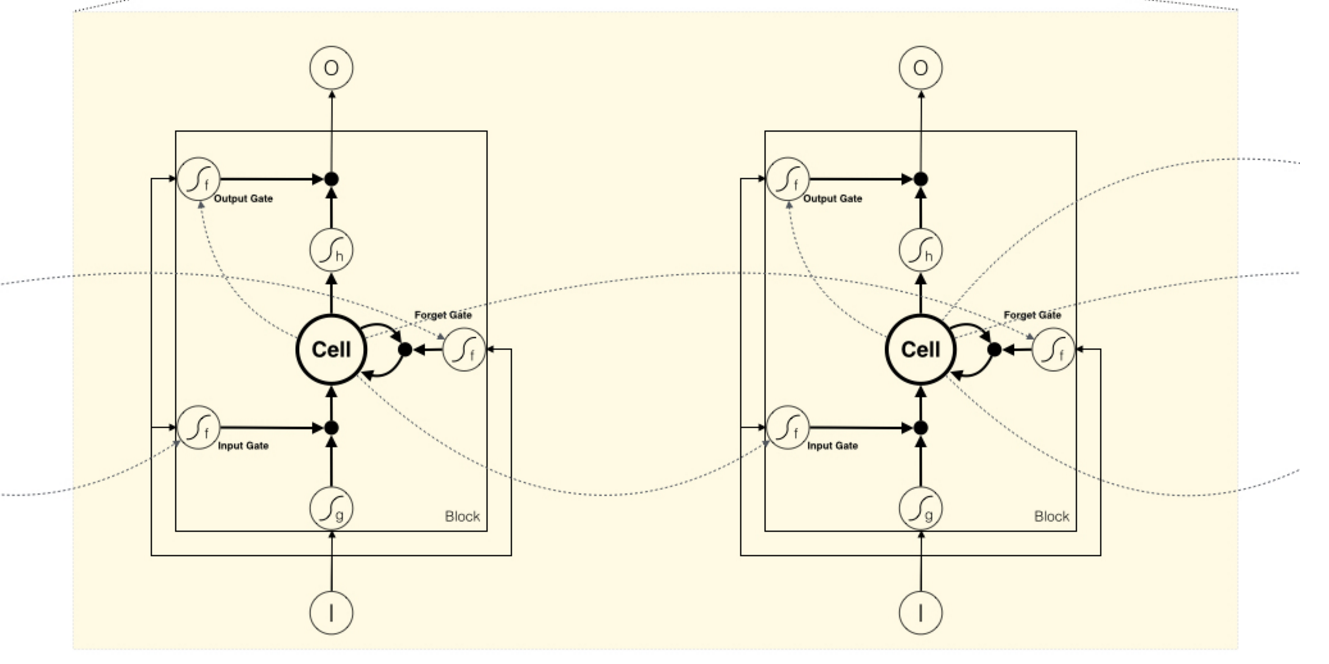 O
O
f
Output Gate
f
Output Gate
h
h
Forget Gate
Forget Gate
Cell
f
Cell
f
f
Input Gate
f
Input Gate
g
Block
g
Block
I
I